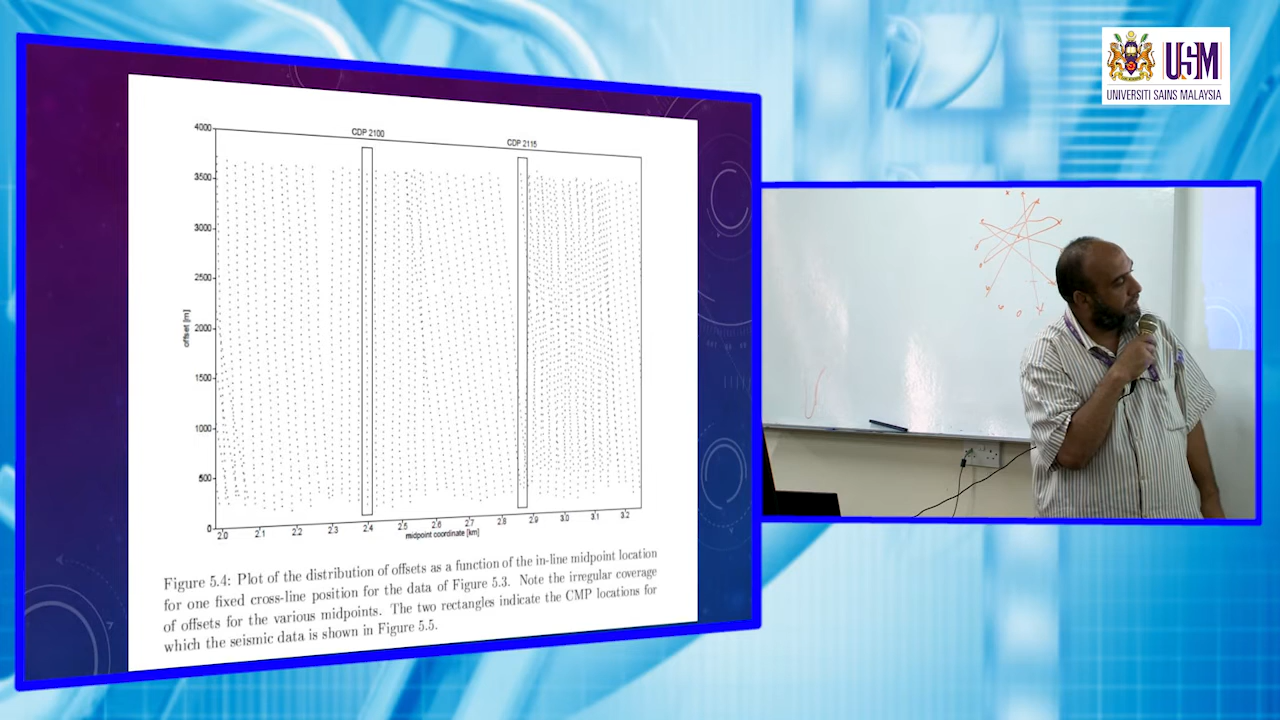 USM
UNIVERSITI SAINS MALAYSIA
CDP 2100
CDP 2115
4000
3500
3000
2500
2000
1500
1000
500
0
offset [m]
2.0 2.1 2.2 2.3 2.4 2.5 2.6 2.7 2.8 2.9 3.0 3.1 3.2
midpoint coordinate [km]
Figure 5.4: Plot of the distribution of offsets as a function of the in-line midpoint location
for one fixed cross-line position for the data of Figure 5.3. Note the irregular coverage
of offsets for the various midpoints. The two rectangles indicate the CMP locations for
which the seismic data is shown in Figure 5.5.